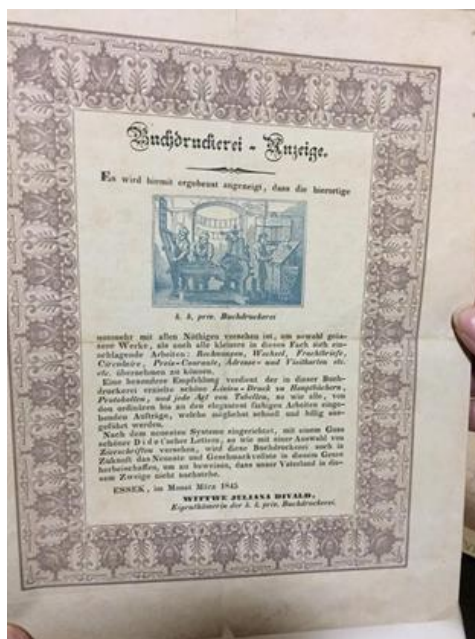 Buchdruckerei - Anzeige.
Es wird hiermit ergebenst angezeigt, dass die hierortige
k. k. priv. Buchdruckerei
nunmehr mit allen Nöthigen versehen ist, um sowohl grös-
sere Werke, als auch alle kleinern in dieses Fach sich ein-
schlagende Arbeiten: Rechnungen, Wechsel, Frachtbriefe,
Circulaire, Preis-Courante, Adresse- und Visitkarten etc.
etc. übernehmen zu können.
Eine besondere Empfehlung verdient der in dieser Buch-
druckerei erzielte schöne Linien-Druck zu Hauptbüchern,
Protokollen, und jede Art von Tabellen, so wie alle, von
den ordinären bis an den elegantest färbigen Arbeiten einge-
henden Aufträge, welche möglichst schnell und billig aus-
geführt werden.
Nach dem neuesten Systeme eingerichtet, mit einem Guss
schöner Didot'scher Lettern, so wie mit einer Auswahl von
Zierschriften versehen, wird diese Buchdruckerei auch in
Zukunft das Neueste und Geschmackvollste in diesem Genre
herbeischaffen, um zu beweisen, dass unser Vaterland in die-
sem Zweige nicht nachstehe.
ESSEK, im Monat März 1845
WITTWE JULIANA DIVALD,
Eigenthümerin der k. k. priv. Buchdruckerei.